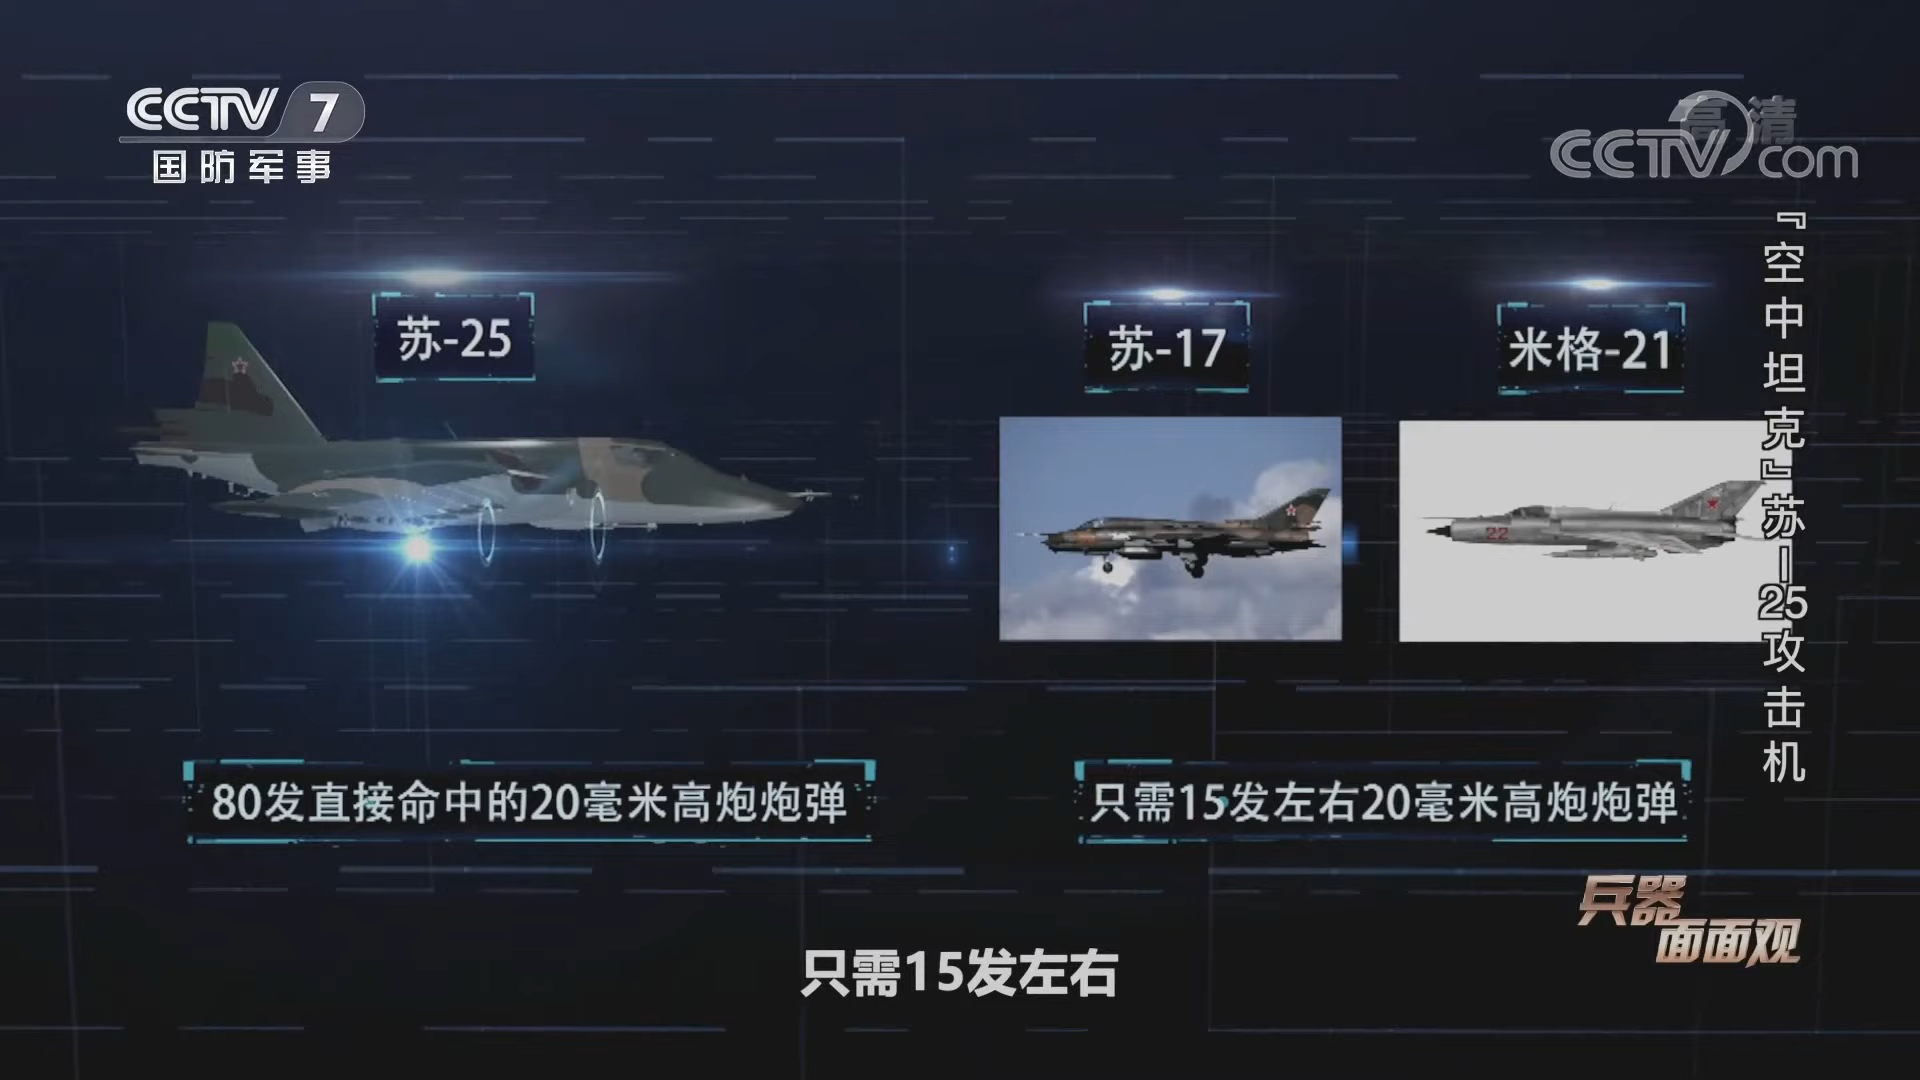 CCTV 7
国防军事
高清
CCTV.com
『空中坦克』苏—25攻击机
苏-25
苏-17
米格-21
22
80发直接命中的20毫米高炮炮弹
只需15发左右20毫米高炮炮弹
兵器
面面观
只需15发左右